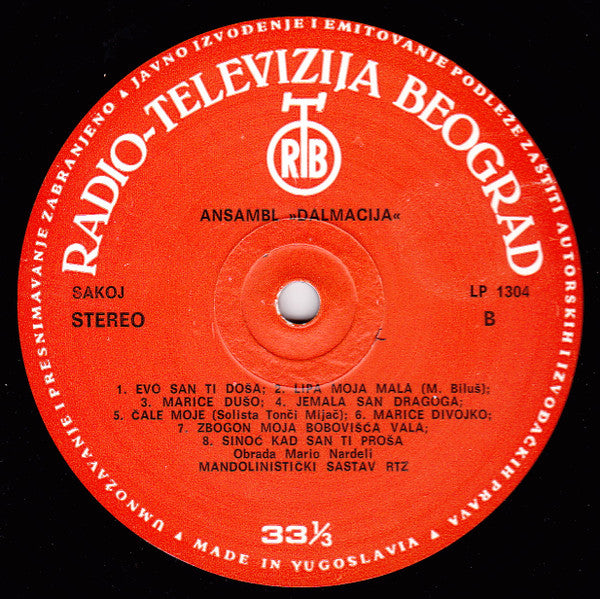 UMNOŽAVANJE I PRESNIMAVANJE ZABRANJENO ▲ JAVNO IZVOĐENJE I EMITOVANJE PODLEŽE ZAŠTITI AUTORSKIH I IZVOĐAČKIH PRAVA ▲
RADIO-TELEVIZIJA BEOGRAD
RTB
ANSAMBL »DALMACIJA«
SAKOJ
LP 1304
STEREO
B
1. EVO SAN TI DOŠA; 2. LIPA MOJA MALA (M. Biluš);
3. MARICE DUŠO; 4. JEMALA SAN DRAGOGA;
5. ČALE MOJE (Solista Tonči Mijač); 6. MARICE DIVOJKO;
7. ZBOGON MOJA BOBOVIŠĆA VALA;
8. SINOĆ KAD SAN TI PROŠA
Obrada Mario Nardeli
MANDOLINISTIČKI SASTAV RTZ
33⅓
MADE IN YUGOSLAVIA ▲